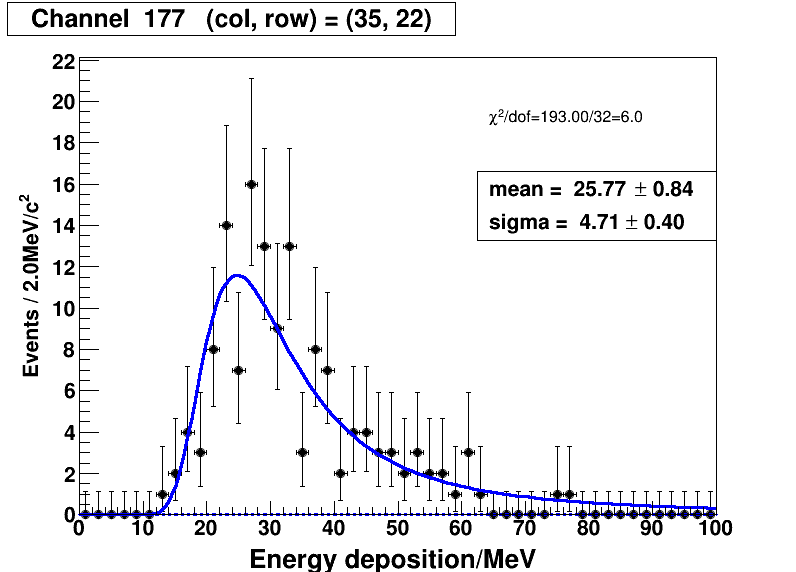 Channel 177 (col, row) = (35, 22)
χ²/dof=193.00/32=6.0
mean = 25.77 ± 0.84
sigma = 4.71 ± 0.40
Events / 2.0MeV/c²
22
20
18
16
14
12
10
8
6
4
2
0
0 10 20 30 40 50 60 70 80 90 100
Energy deposition/MeV